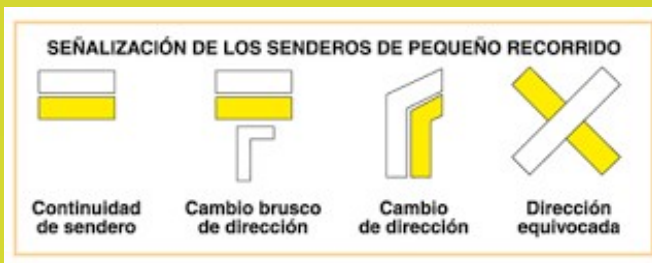 SEÑALIZACIÓN DE LOS SENDEROS DE PEQUEÑO RECORRIDO
Continuidad
de sendero
Cambio brusco
de dirección
Cambio
de dirección
Dirección
equivocada